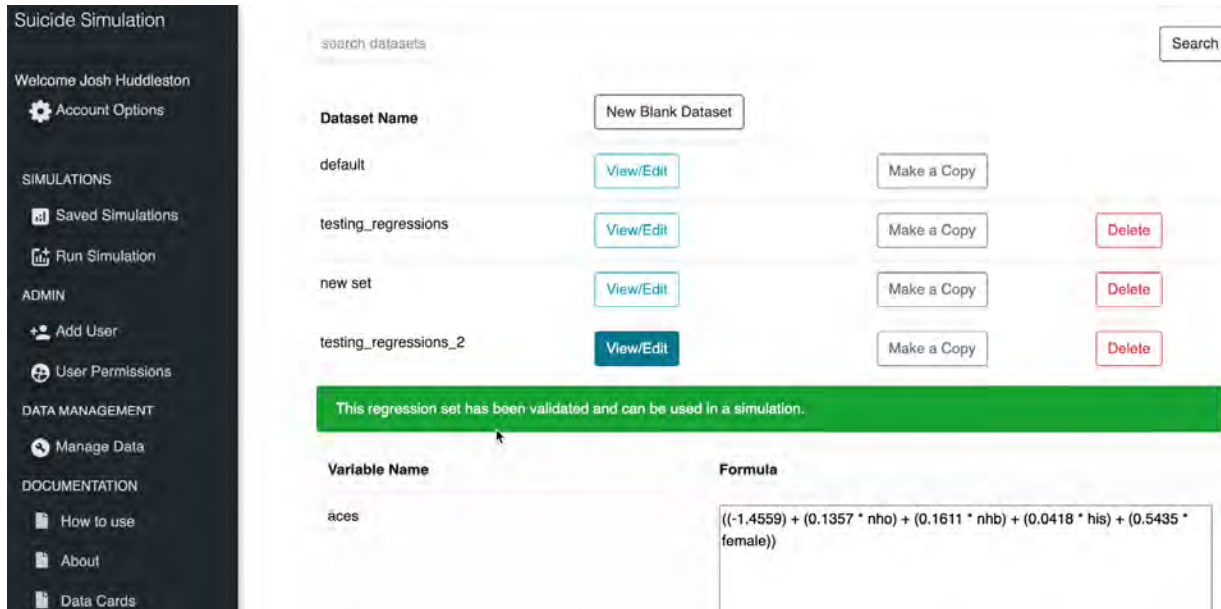 Suicide Simulation
Welcome Josh Huddleston
Account Options
SIMULATIONS
Saved Simulations
Run Simulation
ADMIN
Add User
User Permissions
DATA MANAGEMENT
Manage Data
DOCUMENTATION
How to use
About
Data Cards
search datasets
Search
Dataset Name
New Blank Dataset
default
View/Edit
Make a Copy
testing_regressions
View/Edit
Make a Copy
Delete
new set
View/Edit
Make a Copy
Delete
testing_regressions_2
View/Edit
Make a Copy
Delete
This regression set has been validated and can be used in a simulation.
Variable Name
Formula
aces
((-1.4559) + (0.1357 * nho) + (0.1611 * nhb) + (0.0418 * his) + (0.5435 *
female))